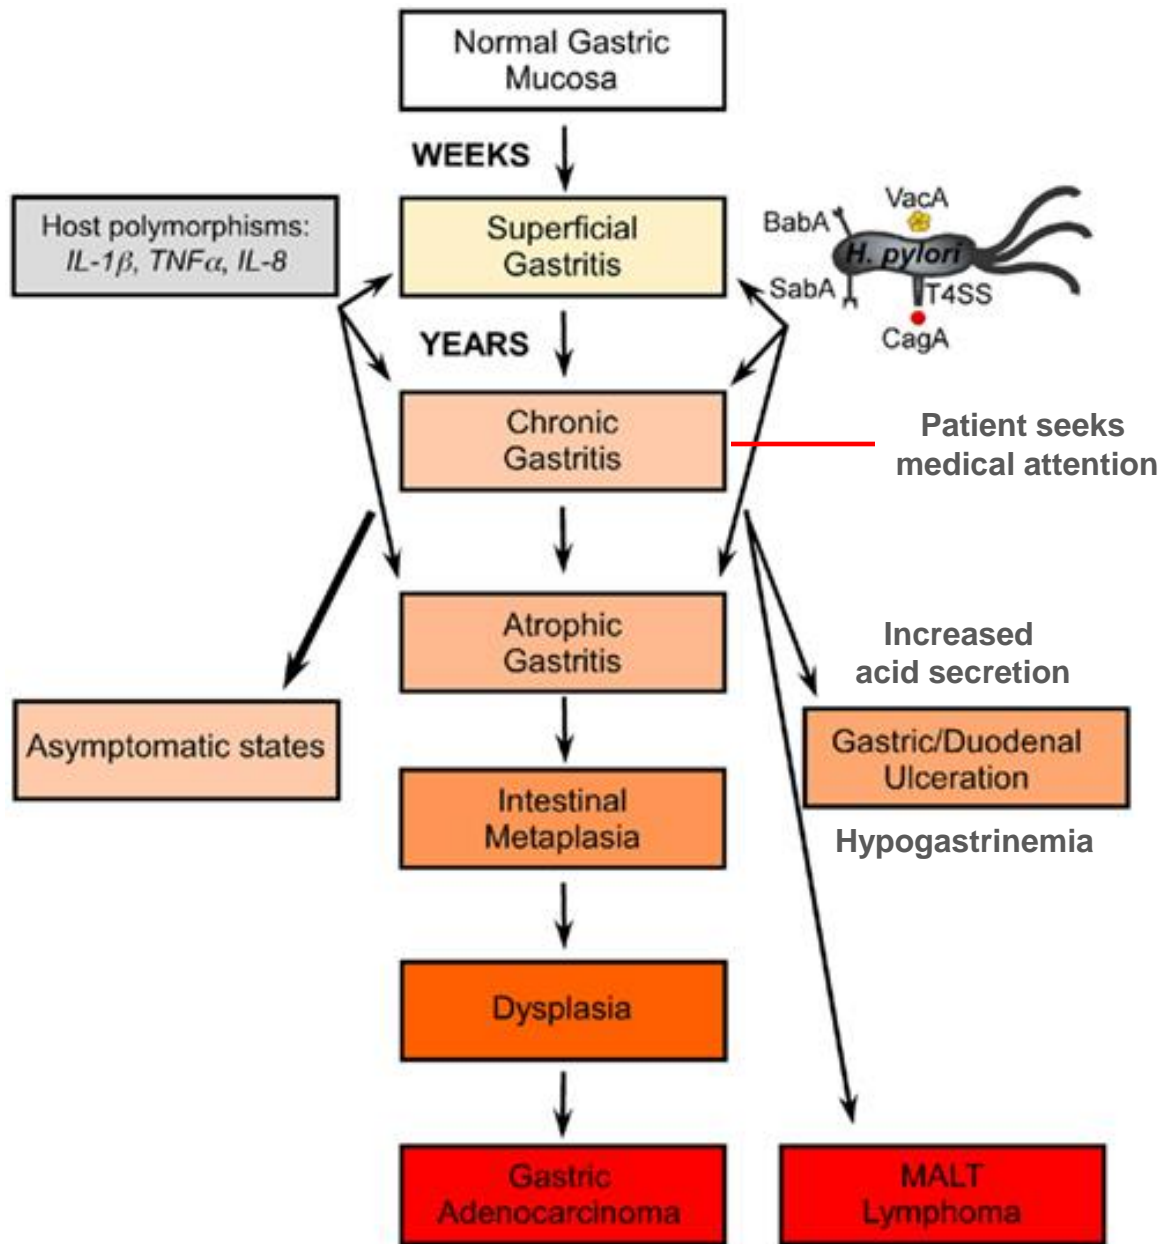 Normal Gastric
Mucosa
WEEKS
Host polymorphisms:
IL-1β, TNFα, IL-8
Superficial
Gastritis
VacA
BabA
H. pylori
SabA
T4SS
CagA
YEARS
Chronic
Gastritis
Patient seeks
medical attention
Atrophic
Gastritis
Increased
acid secretion
Asymptomatic states
Gastric/Duodenal
Ulceration
Intestinal
Metaplasia
Hypogastrinemia
Dysplasia
Gastric
Adenocarcinoma
MALT
Lymphoma